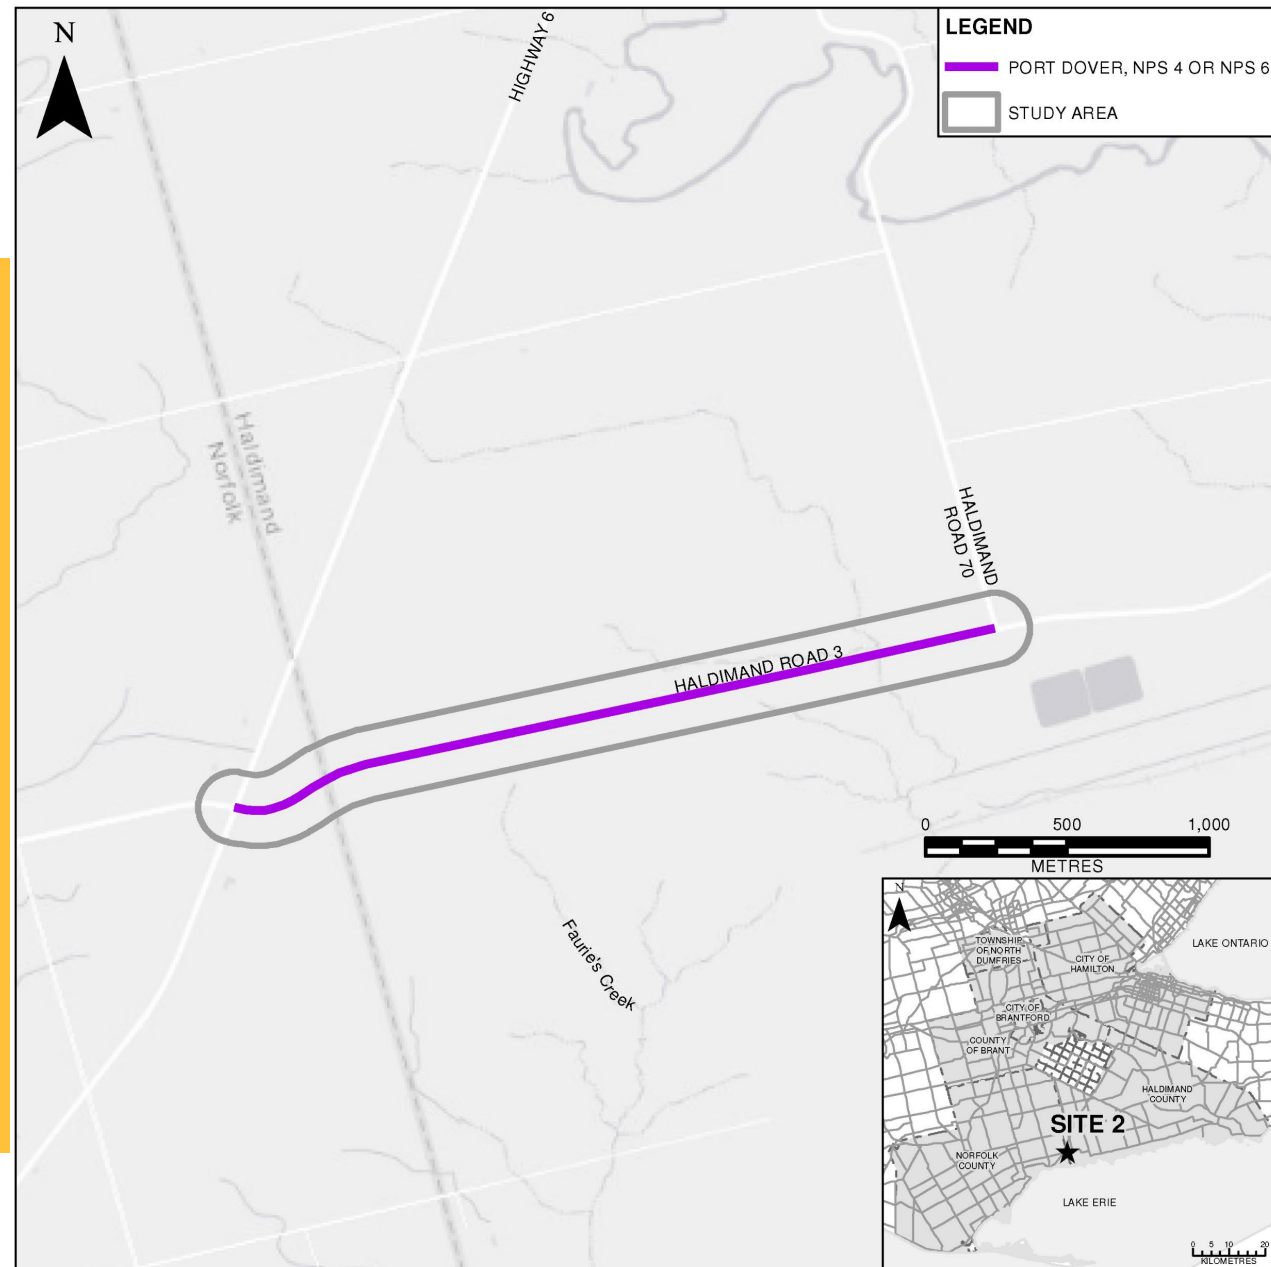 N
HIGHWAY 6
LEGEND
PORT DOVER, NPS 4 OR NPS 6
STUDY AREA
Haldimand
Norfolk
HALDIMAND
ROAD 70
HALDIMAND ROAD 3
Faurie's Creek
0 500 1,000
METRES
N
LAKE ONTARIO
TOWNSHIP
OF NORTH
DUMFRIES
CITY OF
HAMILTON
CITY OF
BRANTFORD
COUNTY
OF BRANT
HALDIMAND
COUNTY
SITE 2
NORFOLK
COUNTY
LAKE ERIE
0 5 10 20
KILOMETRES